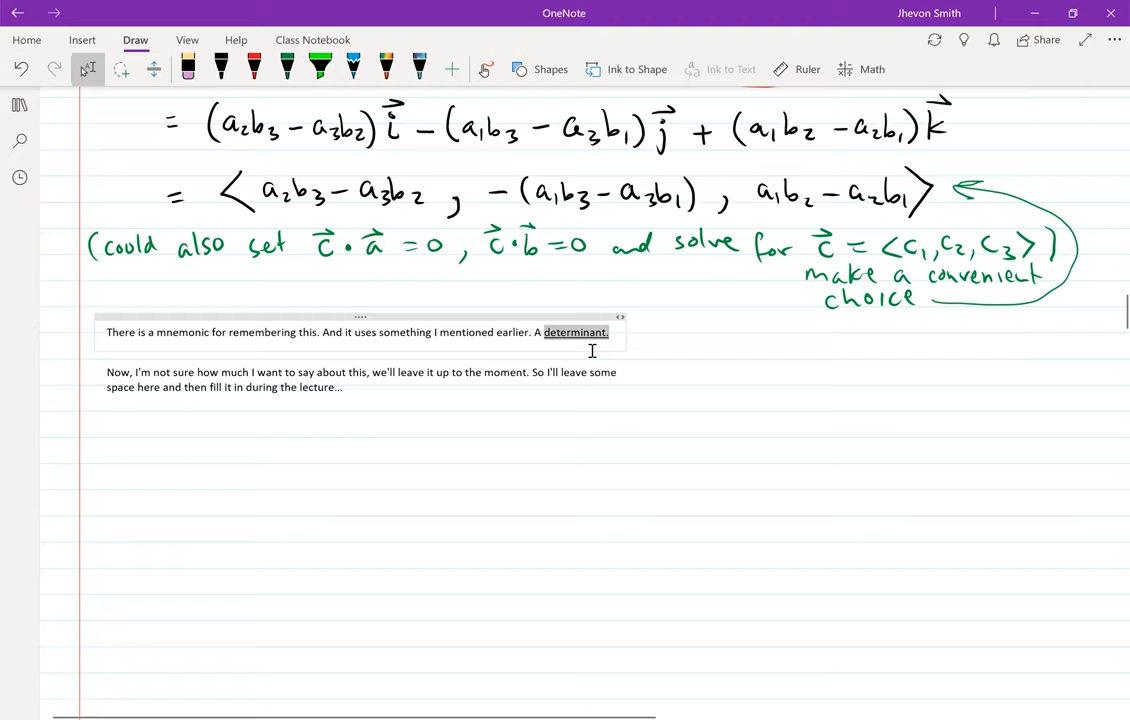 OneNote
Jhevon Smith
Home Insert Draw View Help Class Notebook
Share
Shapes Ink to Shape Ink to Text Ruler Math
= (a₂b₃ - a₃b₂) i⃗ - (a₁b₃ - a₃b₁) j⃗ + (a₁b₂ - a₂b₁) k⃗
= < a₂b₃ - a₃b₂ , -(a₁b₃ - a₃b₁) , a₁b₂ - a₂b₁ >
(could also set c⃗ • a⃗ = 0 , c⃗ • b⃗ = 0 and solve for c⃗ = <c₁, c₂, c₃> )
make a convenient
choice
There is a mnemonic for remembering this. And it uses something I mentioned earlier. A determinant.
Now, I'm not sure how much I want to say about this, we'll leave it up to the moment. So I'll leave some
space here and then fill it in during the lecture...